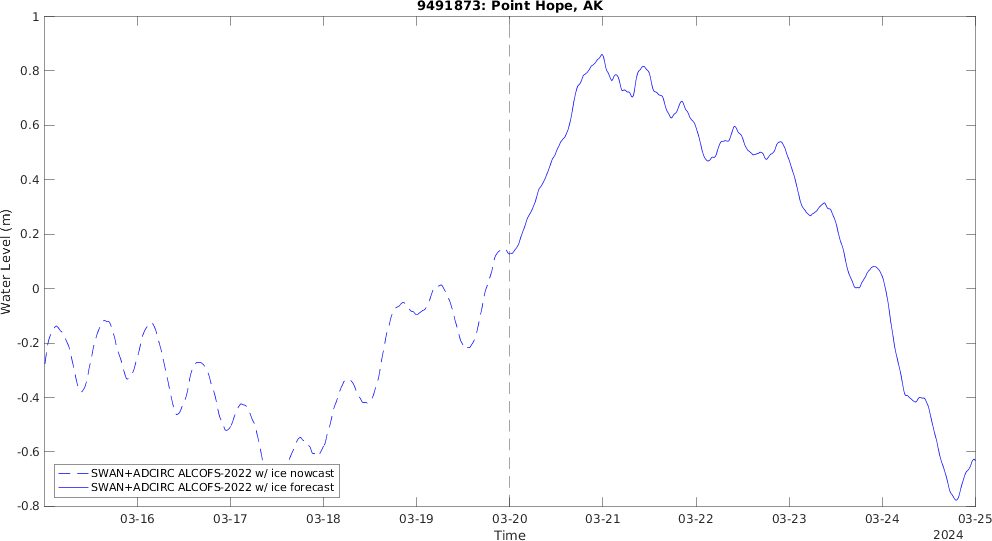 9491873: Point Hope, AK
1
0.8
0.6
0.4
0.2
0
-0.2
-0.4
-0.6
-0.8
Water Level (m)
SWAN+ADCIRC ALCOFS-2022 w/ ice nowcast
SWAN+ADCIRC ALCOFS-2022 w/ ice forecast
03-16 03-17 03-18 03-19 03-20 03-21 03-22 03-23 03-24 03-25
Time
2024